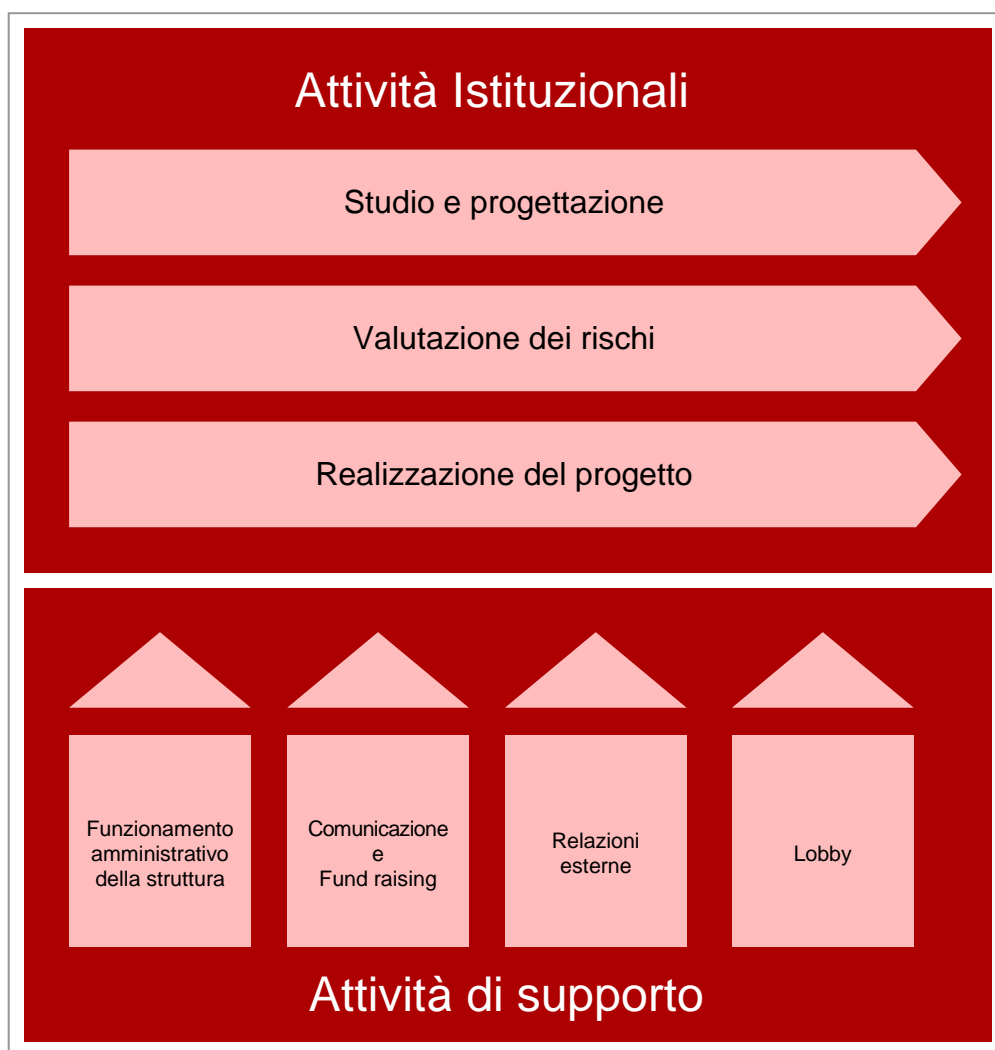 Attività Istituzionali
Studio e progettazione
Valutazione dei rischi
Realizzazione del progetto
Funzionamento
amministrativo
della struttura
Comunicazione
e
Fund raising
Relazioni
esterne
Lobby
Attività di supporto